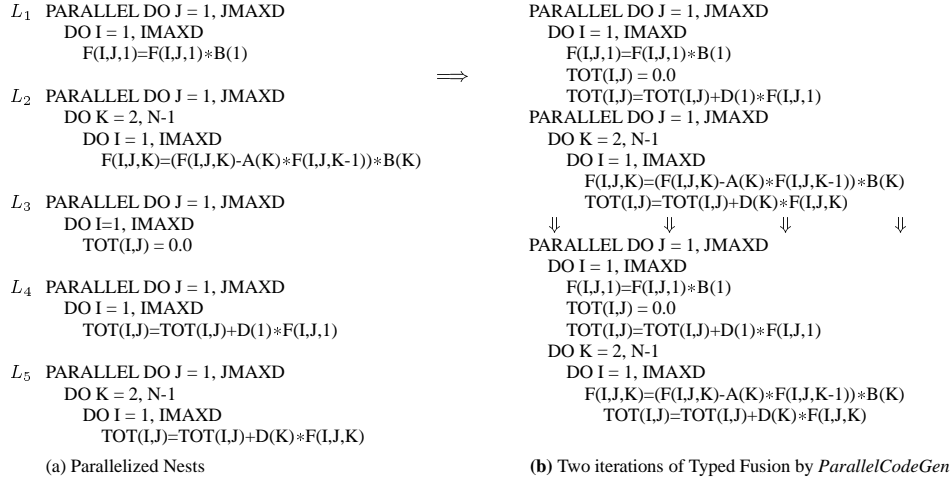 L1 PARALLEL DO J = 1, JMAXD
DO I = 1, IMAXD
F(I,J,1)=F(I,J,1)*B(1)
L2 PARALLEL DO J = 1, JMAXD
DO K = 2, N-1
DO I = 1, IMAXD
F(I,J,K)=(F(I,J,K)-A(K)*F(I,J,K-1))*B(K)
L3 PARALLEL DO J = 1, JMAXD
DO I=1, IMAXD
TOT(I,J) = 0.0
L4 PARALLEL DO J = 1, JMAXD
DO I = 1, IMAXD
TOT(I,J)=TOT(I,J)+D(1)*F(I,J,1)
L5 PARALLEL DO J = 1, JMAXD
DO K = 2, N-1
DO I = 1, IMAXD
TOT(I,J)=TOT(I,J)+D(K)*F(I,J,K)
(a) Parallelized Nests
⟹
PARALLEL DO J = 1, JMAXD
DO I = 1, IMAXD
F(I,J,1)=F(I,J,1)*B(1)
TOT(I,J) = 0.0
TOT(I,J)=TOT(I,J)+D(1)*F(I,J,1)
PARALLEL DO J = 1, JMAXD
DO K = 2, N-1
DO I = 1, IMAXD
F(I,J,K)=(F(I,J,K)-A(K)*F(I,J,K-1))*B(K)
TOT(I,J)=TOT(I,J)+D(K)*F(I,J,K)
⇓ ⇓ ⇓ ⇓
PARALLEL DO J = 1, JMAXD
DO I = 1, IMAXD
F(I,J,1)=F(I,J,1)*B(1)
TOT(I,J) = 0.0
TOT(I,J)=TOT(I,J)+D(1)*F(I,J,1)
DO K = 2, N-1
DO I = 1, IMAXD
F(I,J,K)=(F(I,J,K)-A(K)*F(I,J,K-1))*B(K)
TOT(I,J)=TOT(I,J)+D(K)*F(I,J,K)
(b) Two iterations of Typed Fusion by ParallelCodeGen